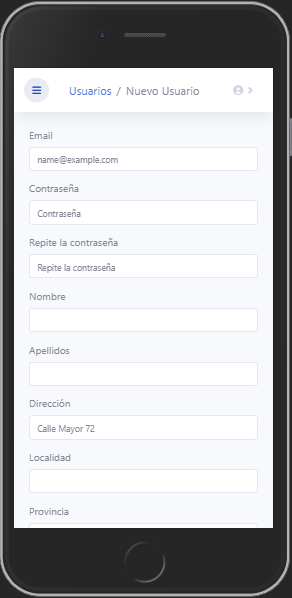 Usuarios / Nuevo Usuario
Email
name@example.com
Contraseña
Contraseña
Repite la contraseña
Repite la contraseña
Nombre
Apellidos
Dirección
Calle Mayor 72
Localidad
Provincia